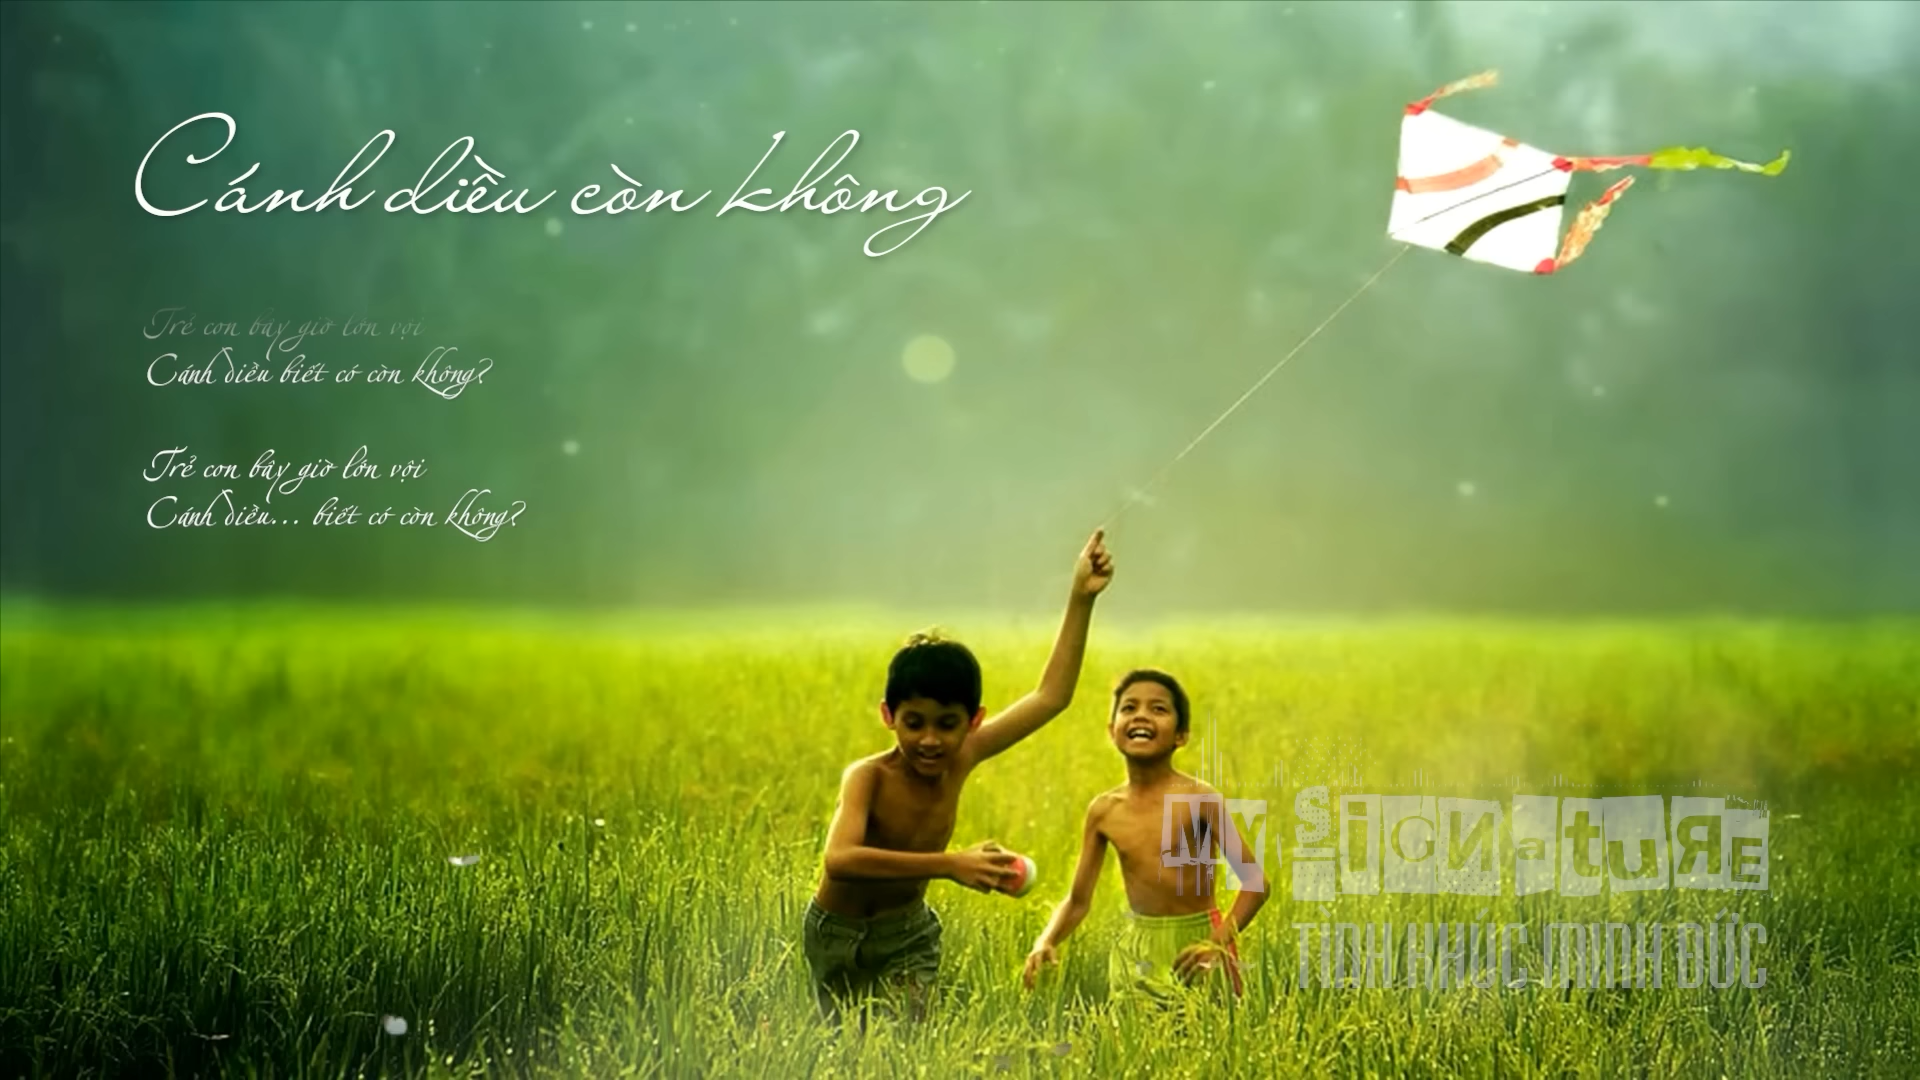 Cánh diều còn không
Trẻ con bây giờ lớn vội
Cánh diều biết có còn không?
Trẻ con bây giờ lớn vội
Cánh diều... biết có còn không?
MY SiGNatURE
TÌNH KHÚC MINH ĐỨC